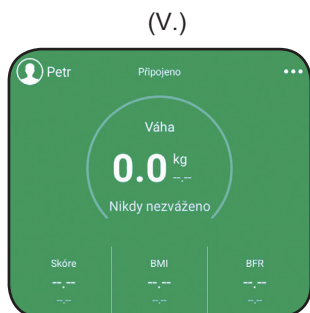 (V.)
Petr Připojeno •••
Váha
0.0 kg
--.--
Nikdy nezváženo
Skóre BMI BFR
--.-- --.-- --.--
--.-- --.-- --.--